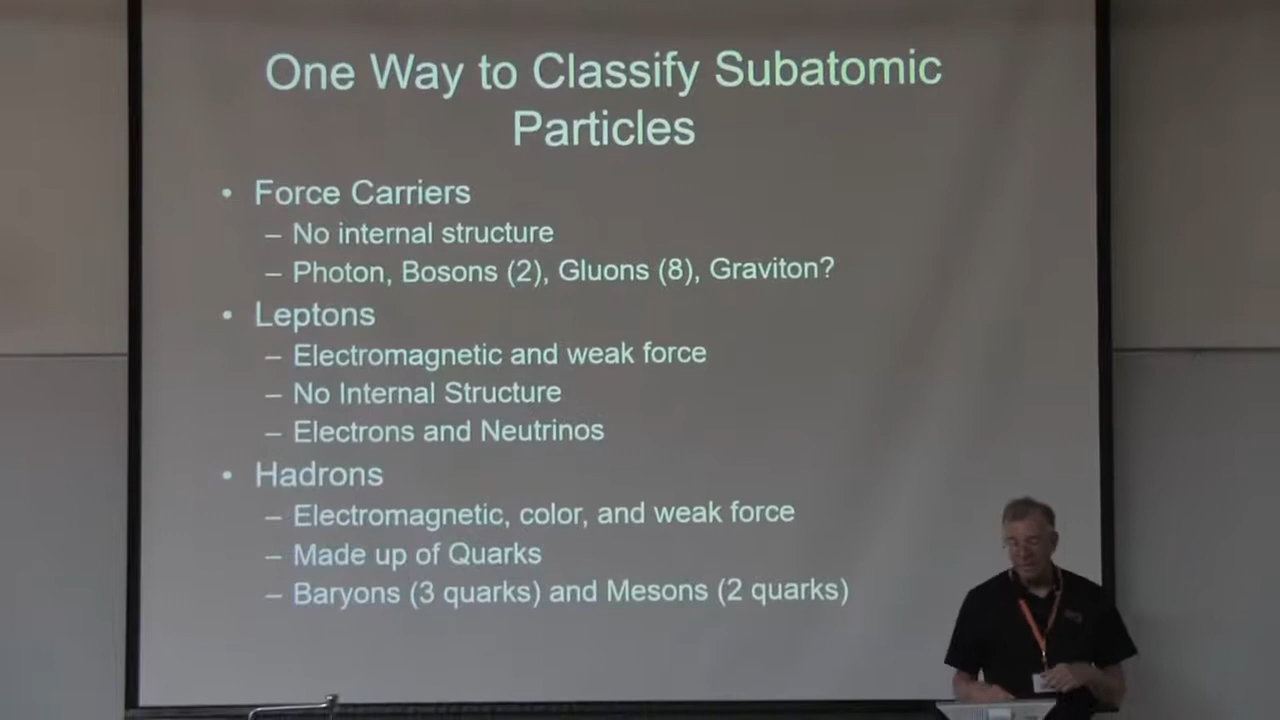 One Way to Classify Subatomic
Particles
• Force Carriers
– No internal structure
– Photon, Bosons (2), Gluons (8), Graviton?
• Leptons
– Electromagnetic and weak force
– No Internal Structure
– Electrons and Neutrinos
• Hadrons
– Electromagnetic, color, and weak force
– Made up of Quarks
– Baryons (3 quarks) and Mesons (2 quarks)